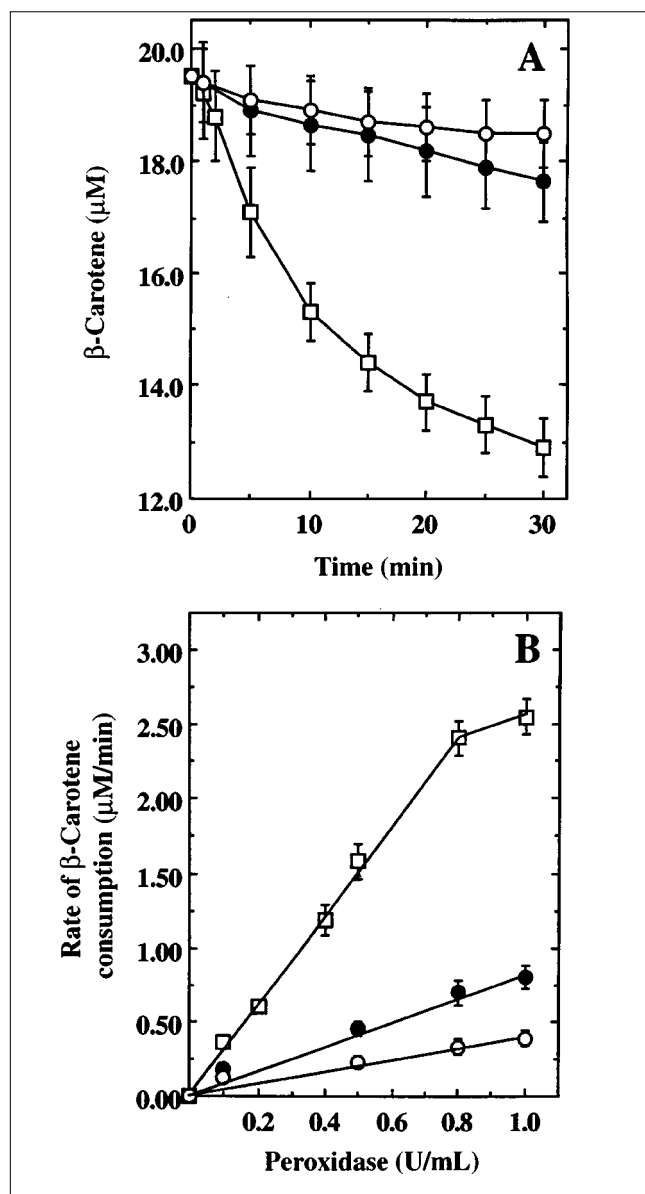 A
20.0
18.0
16.0
14.0
12.0
β-Carotene (μM)
0 10 20 30
Time (min)
B
3.00
2.50
2.00
1.50
1.00
0.50
0.00
Rate of β-Carotene
consumption (μM/min)
0.2 0.4 0.6 0.8 1.0
Peroxidase (U/mL)